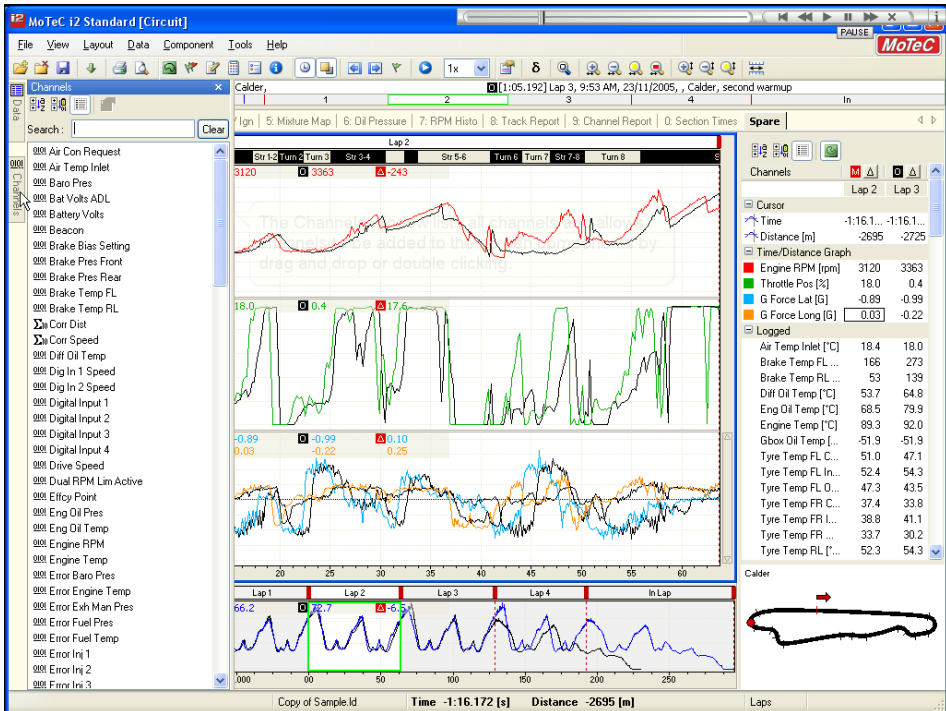 MoTeC i2 Standard [Circuit]
PAUSE
File View Layout Data Component Tools Help
MoTeC
1x
δ
Channels
Calder,
[1:05.192] Lap 3, 9:53 AM, 23/11/2005, , Calder, second warmup
1 2 3 4 In
Data
Channels
Search : Clear
/ Ign 5: Mixture Map 6: Oil Pressure 7: RPM Histo 8: Track Report 9: Channel Report 0: Section Times Spare
Air Con Request
Air Temp Inlet
Baro Pres
Bat Volts ADL
Battery Volts
Beacon
Brake Bias Setting
Brake Pres Front
Brake Pres Rear
Brake Temp FL
Brake Temp RL
Corr Dist
Corr Speed
Diff Oil Temp
Dig In 1 Speed
Dig In 2 Speed
Digital Input 1
Digital Input 2
Digital Input 3
Digital Input 4
Drive Speed
Dual RPM Lim Active
Effcy Point
Eng Oil Pres
Eng Oil Temp
Engine RPM
Engine Temp
Error Baro Pres
Error Engine Temp
Error Exh Man Pres
Error Fuel Pres
Error Fuel Temp
Error Inj 1
Error Inj 2
Error Inj 3
Lap 2
Str 1-2 Turn 2 Turn 3 Str 3-4 Str 5-6 Turn 6 Turn 7 Str 7-8 Turn 8 S
3120 O 3363 Δ -243
drag and drop or double clicking.
18.0 O 0.4 Δ 17.6
-0.89 O -0.99 Δ 0.10
0.03 -0.22 0.25
20 25 30 35 40 45 50 55 60
Lap 1 Lap 2 Lap 3 Lap 4 In Lap
66.2 O 72.7 Δ -6.5
:000 00 50 100 150 200 250
Channels M Δ O Δ
Lap 2 Lap 3
Cursor
Time -1:16.1... -1:16.1...
Distance [m] -2695 -2725
Time/Distance Graph
Engine RPM [rpm] 3120 3363
Throttle Pos [%] 18.0 0.4
G Force Lat [G] -0.89 -0.99
G Force Long [G] 0.03 -0.22
Logged
Air Temp Inlet [°C] 18.4 18.0
Brake Temp FL ... 166 273
Brake Temp RL ... 53 139
Diff Oil Temp [°C] 53.7 64.8
Eng Oil Temp [°C] 68.5 79.9
Engine Temp [°C] 89.3 92.0
Gbox Oil Temp [... -51.9 -51.9
Tyre Temp FL C... 51.0 47.1
Tyre Temp FL In... 52.4 54.3
Tyre Temp FL O... 47.3 43.5
Tyre Temp FR C... 37.4 33.8
Tyre Temp FR I... 38.8 41.1
Tyre Temp FR ... 33.7 30.2
Tyre Temp RL [°... 52.3 54.3
Calder
Copy of Sample.ld Time -1:16.172 [s] Distance -2695 [m] Laps